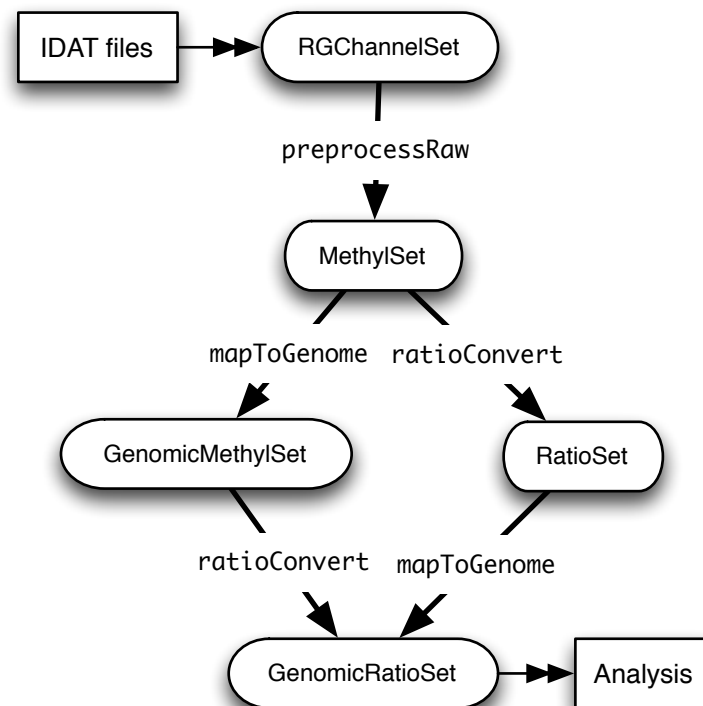 IDAT files
RGChannelSet
preprocessRaw
MethylSet
mapToGenome ratioConvert
GenomicMethylSet
RatioSet
ratioConvert mapToGenome
GenomicRatioSet
Analysis